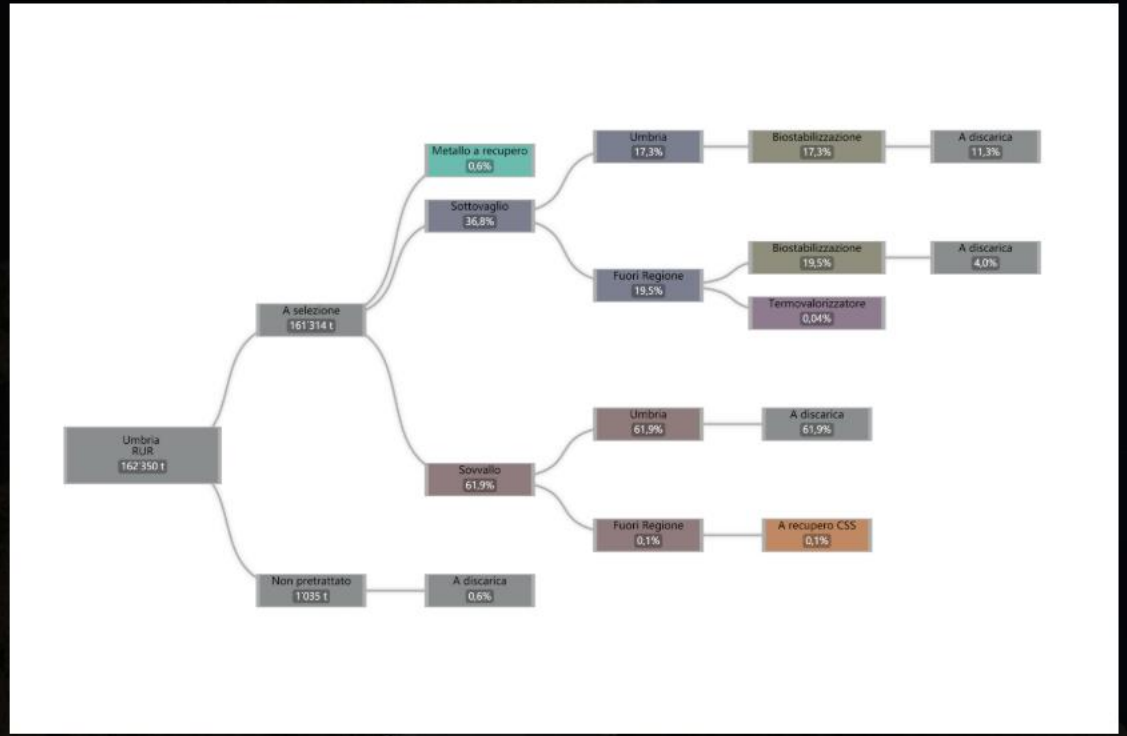 Umbria
17,3%
Biostabilizzazione
17,3%
A discarica
11,3%
Metallo a recupero
0,6%
Sottovaglio
36,8%
Fuori Regione
19,5%
Biostabilizzazione
19,5%
A discarica
4,0%
Termovalorizzatore
0,04%
A selezione
161'314 t
Umbria
61,9%
A discarica
61,9%
Umbria
RUR
162'350 t
Sovvallo
61,9%
Fuori Regione
0,1%
A recupero CSS
0,1%
Non pretrattato
1'035 t
A discarica
0,6%